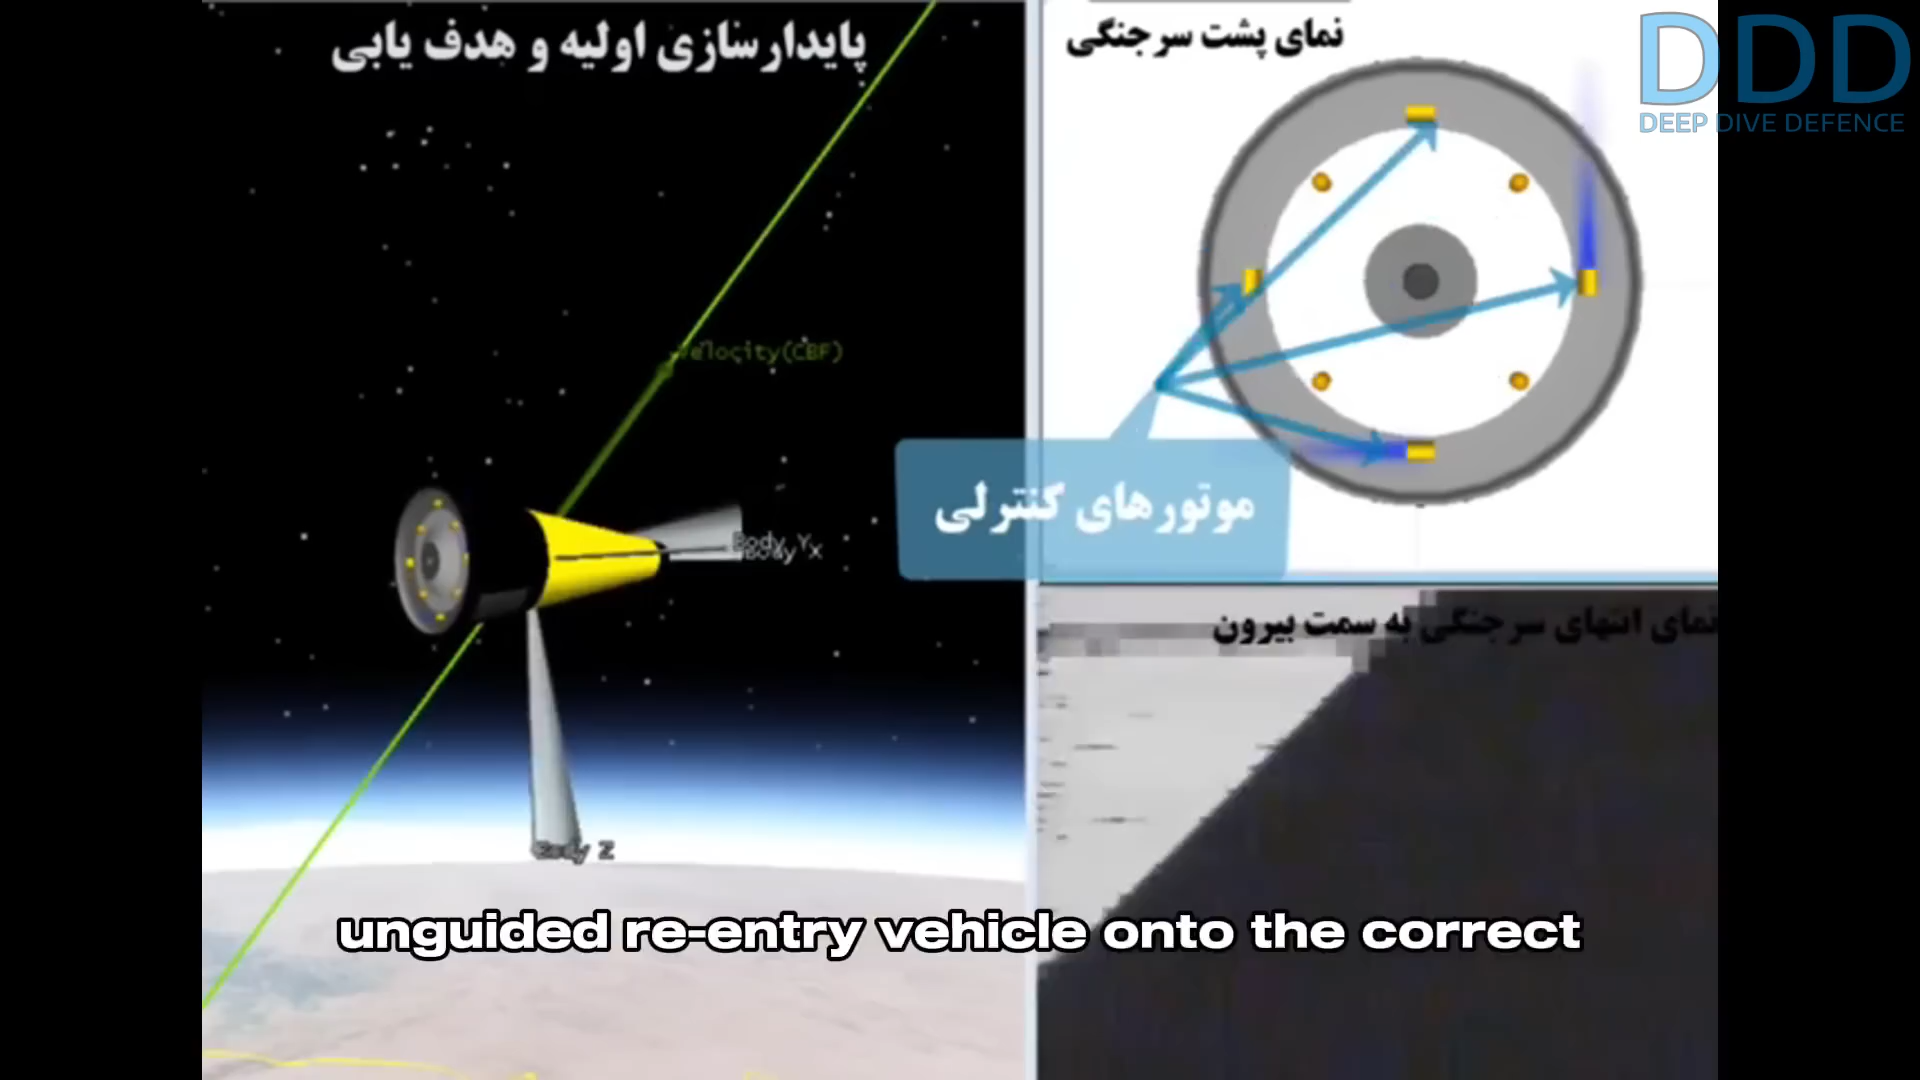 پایدارسازی اولیه و هدف یابی
نمای پشت سرجنگی
DDD
DEEP DIVE DEFENCE
Velocity(CBF)
موتورهای کنترلی
Body Y
Body X
نمای انتهای سرجنگی به سمت بیرون
Body Z
unguided re-entry vehicle onto the correct